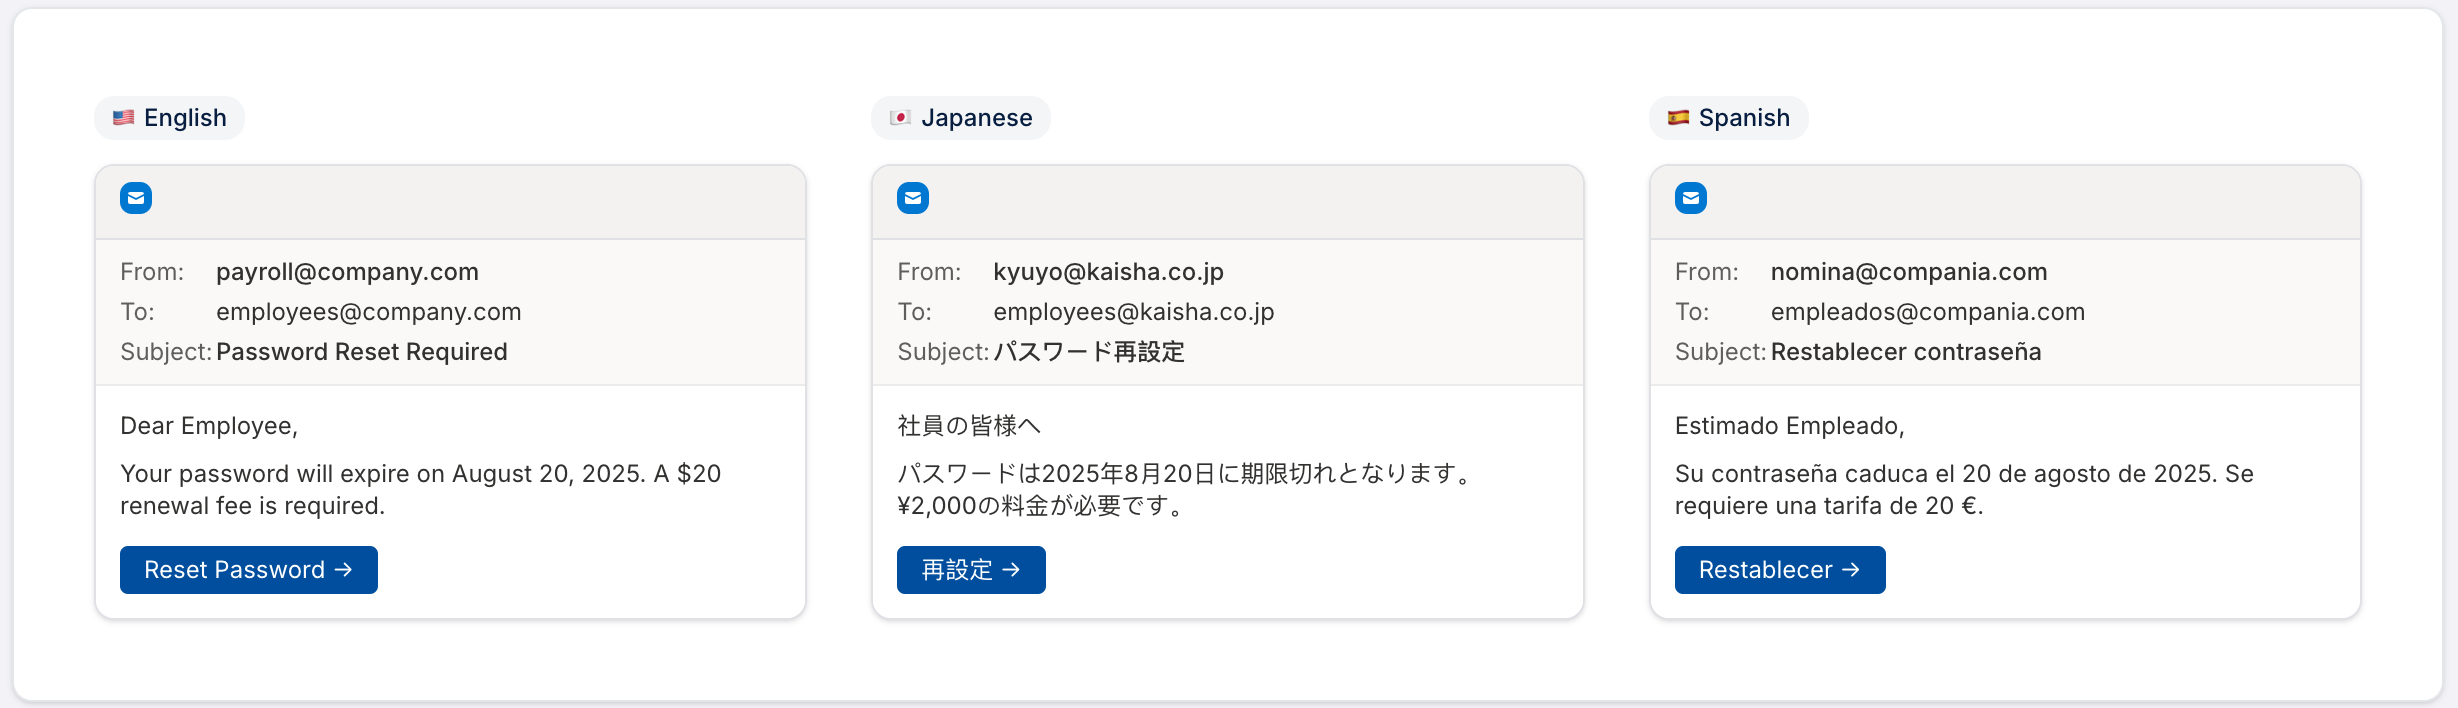 English
From: payroll@company.com
To: employees@company.com
Subject: Password Reset Required
Dear Employee,
Your password will expire on August 20, 2025. A $20
renewal fee is required.
Reset Password →
Japanese
From: kyuyo@kaisha.co.jp
To: employees@kaisha.co.jp
Subject: パスワード再設定
社員の皆様へ
パスワードは2025年8月20日に期限切れとなります。
¥2,000の料金が必要です。
再設定 →
Spanish
From: nomina@compania.com
To: empleados@compania.com
Subject: Restablecer contraseña
Estimado Empleado,
Su contraseña caduca el 20 de agosto de 2025. Se
requiere una tarifa de 20 €.
Restablecer →